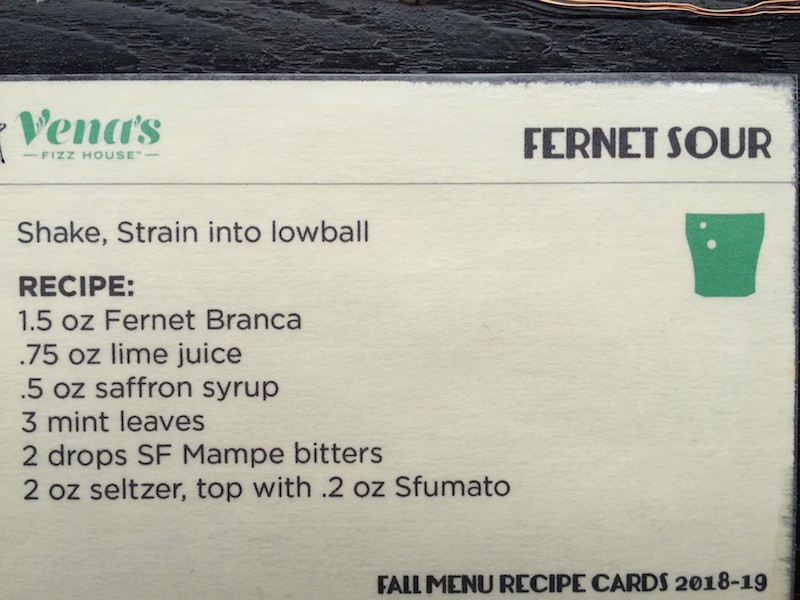 Vena's
FIZZ HOUSE™
FERNET SOUR
Shake, Strain into lowball
RECIPE:
1.5 oz Fernet Branca
.75 oz lime juice
.5 oz saffron syrup
3 mint leaves
2 drops SF Mampe bitters
2 oz seltzer, top with .2 oz Sfumato
FALL MENU RECIPE CARDS 2018-19